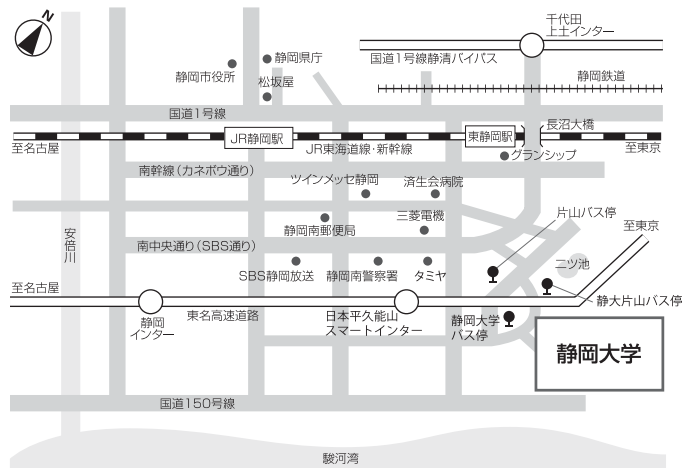 N
千代田
上土インター
静岡県庁
国道1号線静清バイパス
静岡市役所
松坂屋
静岡鉄道
国道1号線
長沼大橋
JR静岡駅
東静岡駅
至名古屋
JR東海道線・新幹線
グランシップ
至東京
南幹線（カネボウ通り）
ツインメッセ静岡
済生会病院
片山バス停
三菱電機
至東京
安倍川
静岡南郵便局
南中央通り（SBS通り）
二ツ池
SBS静岡放送
静岡南警察署
タミヤ
至名古屋
静大片山バス停
静岡
インター
東名高速道路
日本平久能山
スマートインター
静岡大学
バス停
静岡大学
国道150号線
駿河湾